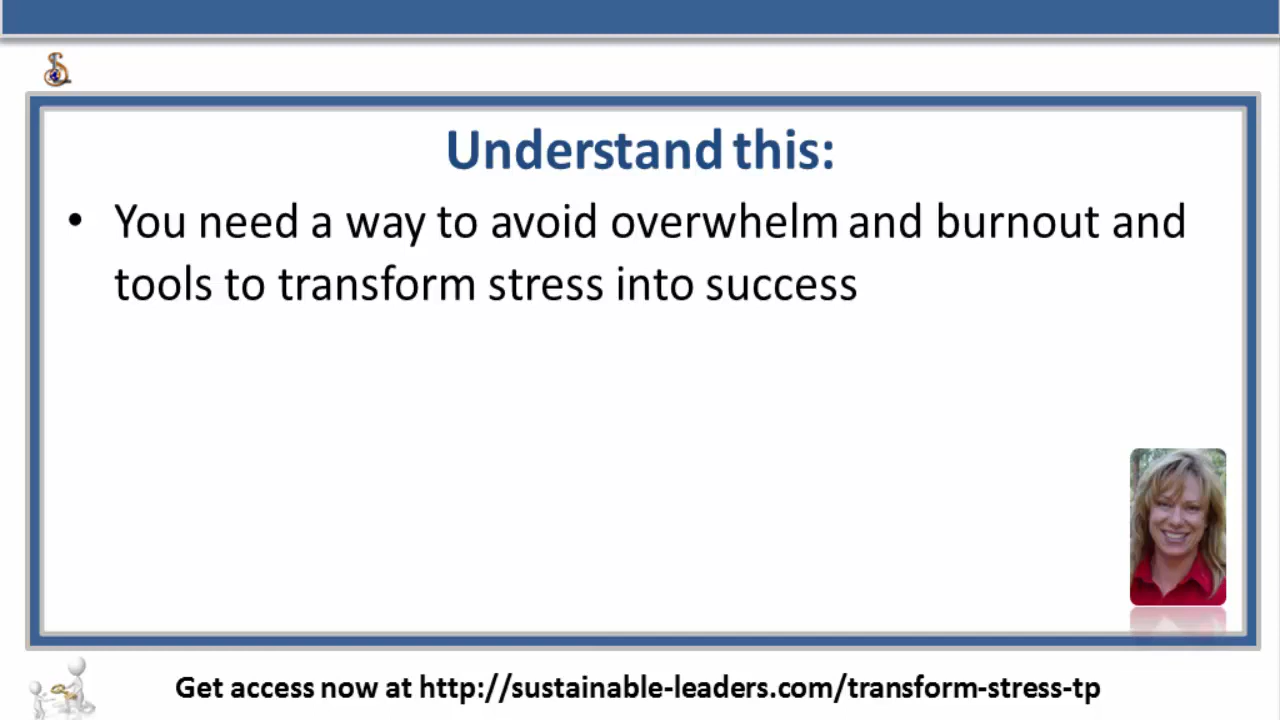 Understand this:
• You need a way to avoid overwhelm and burnout and
tools to transform stress into success
Get access now at http://sustainable-leaders.com/transform-stress-tp